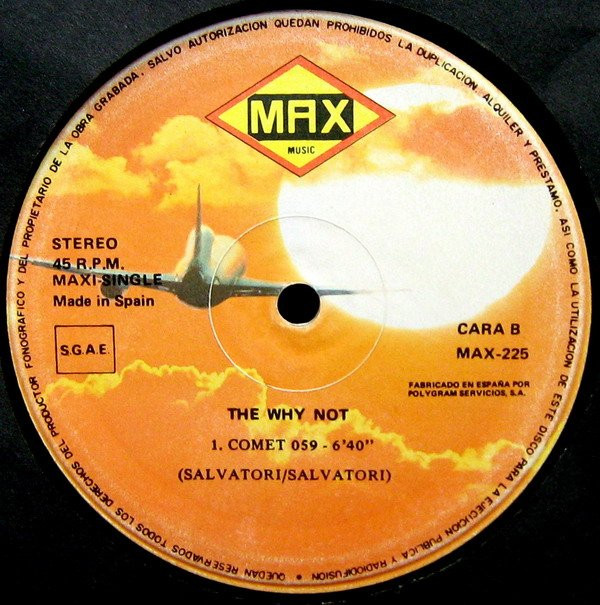 MAX
MUSIC
STEREO
45 R.P.M.
MAXI-SINGLE
Made in Spain
S.G.A.E.
CARA B
MAX-225
FABRICADO EN ESPAÑA POR
POLYGRAM SERVICIOS, S.A.
THE WHY NOT
1. COMET 059 - 6'40"
(SALVATORI/SALVATORI)
QUEDAN RESERVADOS TODOS LOS DERECHOS DEL PRODUCTOR FONOGRAFICO Y DEL PROPIETARIO DE LA OBRA GRABADA. SALVO AUTORIZACION QUEDAN PROHIBIDOS LA DUPLICACION, ALQUILER Y PRESTAMO, ASI COMO LA UTILIZACION DE ESTE DISCO PARA LA EJECUCION PUBLICA Y RADIODIFUSION •